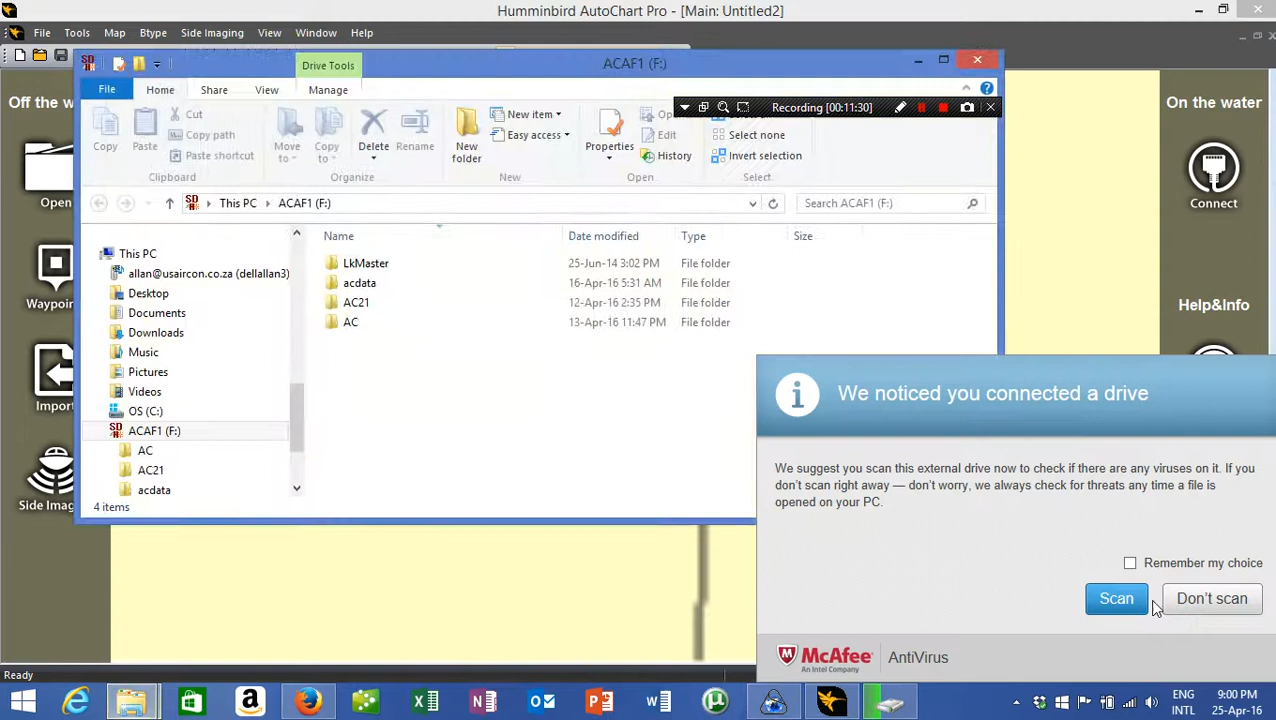 Humminbird AutoChart Pro - [Main: Untitled2]
File Tools Map Btype Side Imaging View Window Help
Drive Tools
ACAF1 (F:)
File Home Share View Manage
Recording [00:11:30]
Off the w
On the water
Copy
Paste
Cut
Copy path
Paste shortcut
Clipboard
Move to
Copy to
Delete
Rename
Organize
New folder
New item
Easy access
New
Properties
Op
Edit
History
Open
Select none
Invert selection
Select
Open
Connect
This PC ACAF1 (F:)
Search ACAF1 (F:)
Name Date modified Type Size
LkMaster 25-Jun-14 3:02 PM File folder
acdata 16-Apr-16 5:31 AM File folder
AC21 12-Apr-16 2:35 PM File folder
AC 13-Apr-16 11:47 PM File folder
This PC
allan@usaircon.co.za (dellallan3)
Desktop
Documents
Downloads
Music
Pictures
Videos
OS (C:)
ACAF1 (F:)
AC
AC21
acdata
4 items
Waypoin
Import
Side Ima
Help&Info
We noticed you connected a drive
We suggest you scan this external drive now to check if there are any viruses on it. If you
don't scan right away — don't worry, we always check for threats any time a file is
opened on your PC.
Remember my choice
Scan
Don't scan
McAfee AntiVirus
An Intel Company
Ready
ENG
INTL
9:00 PM
25-Apr-16